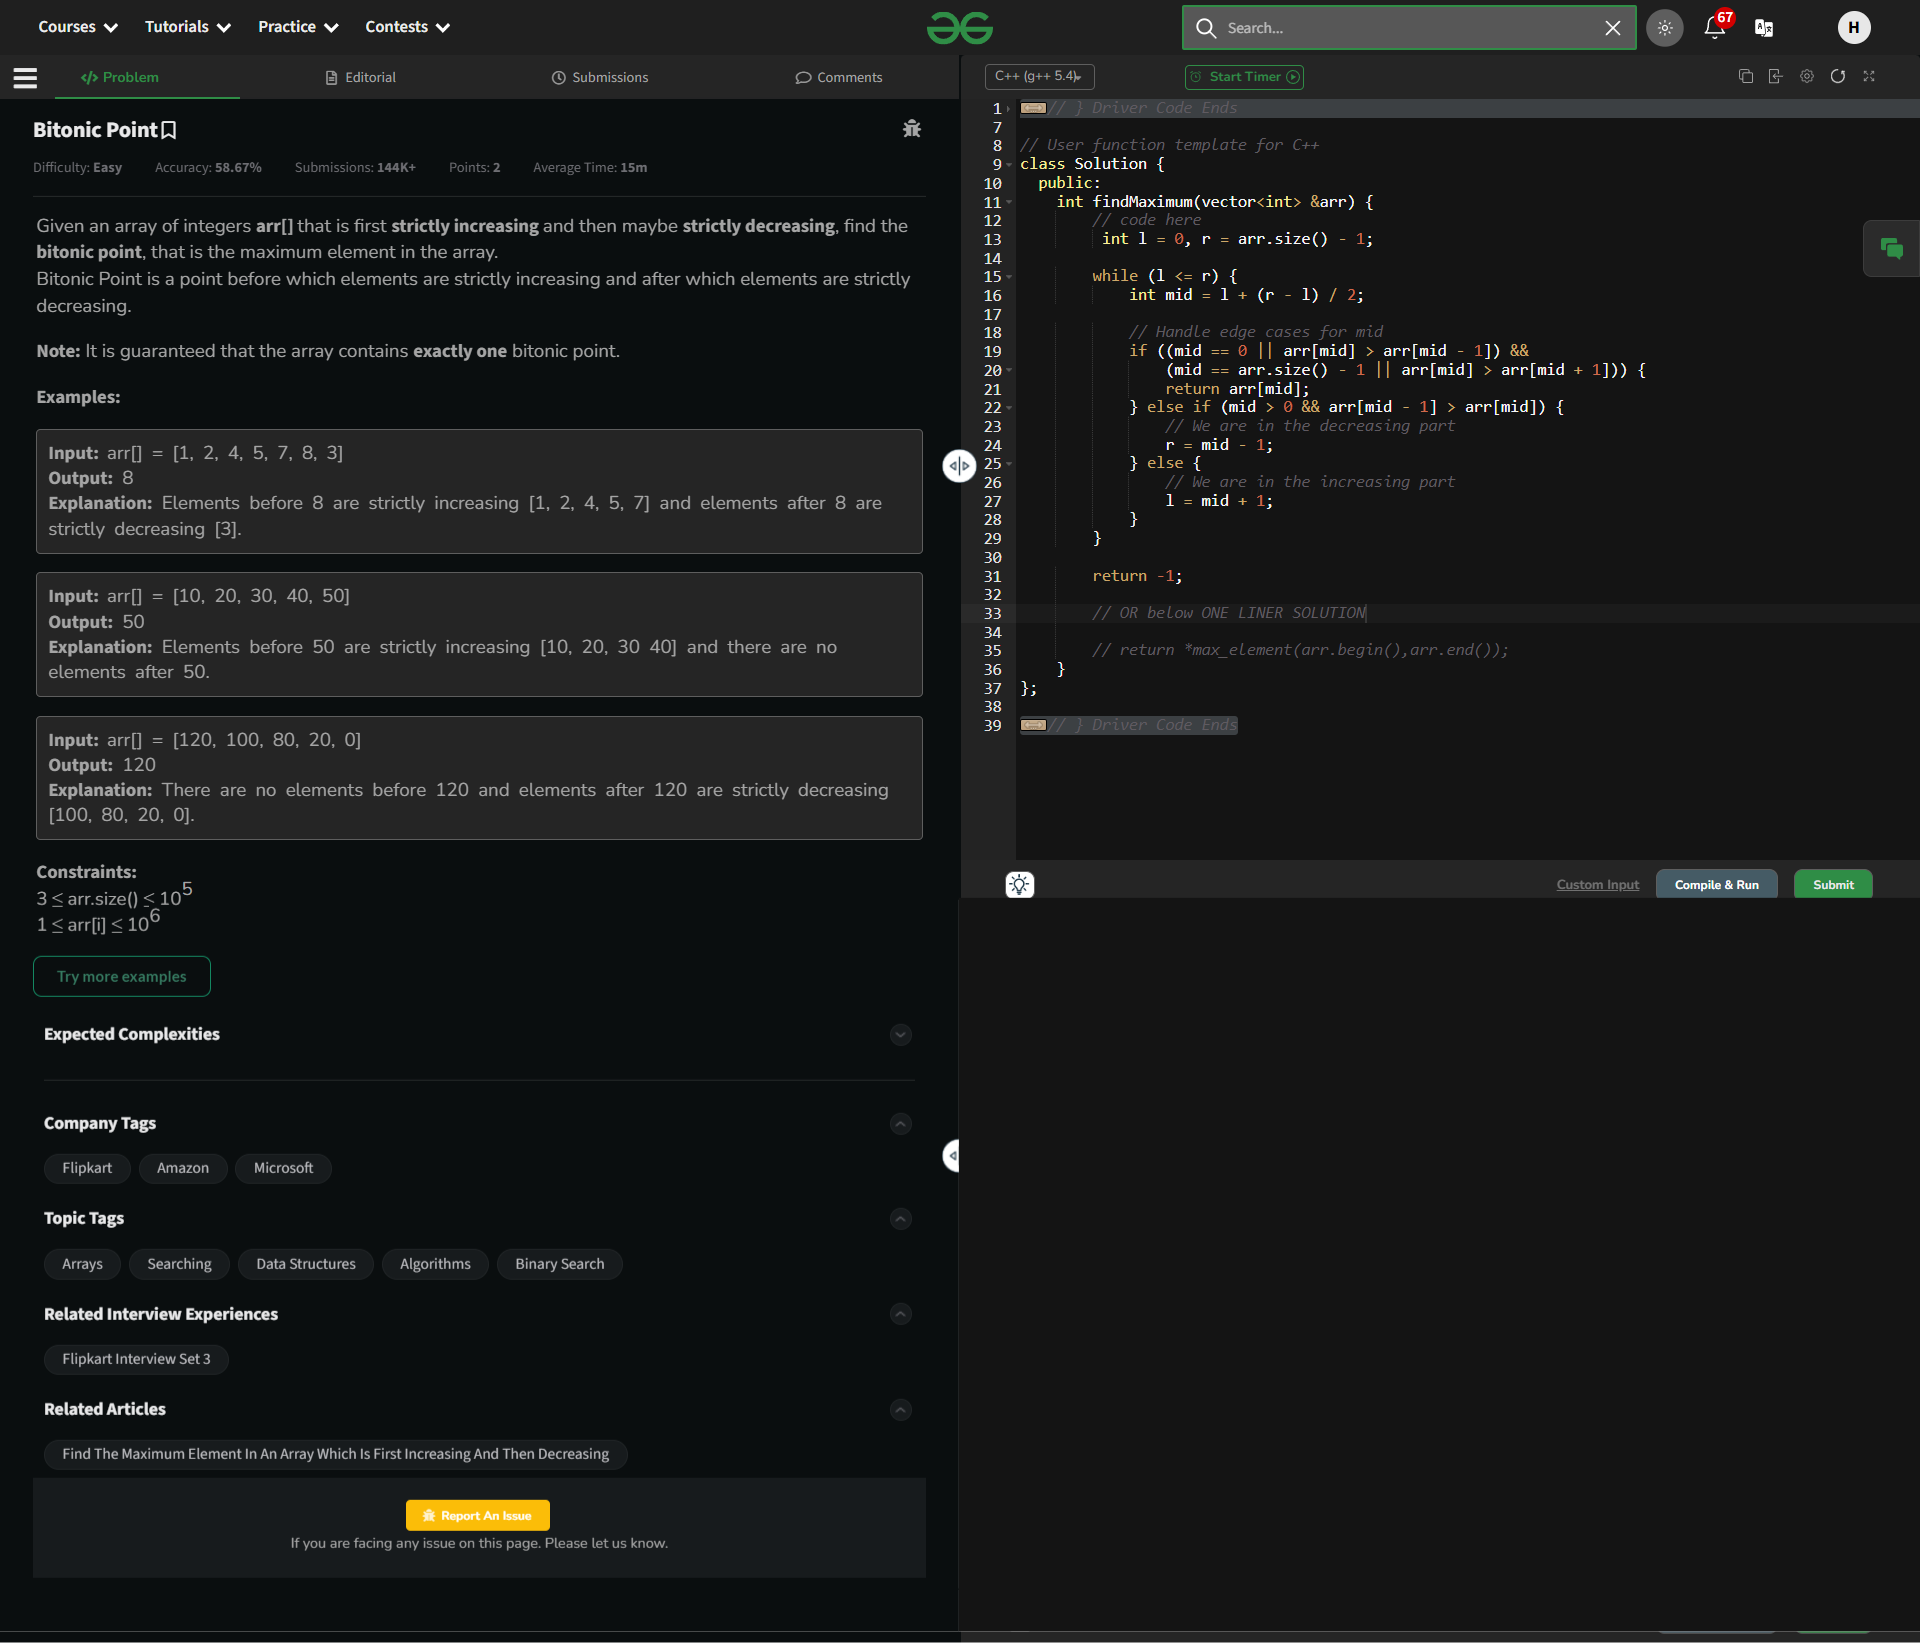 Courses Tutorials Practice Contests
Search...
67
H
Problem Editorial Submissions Comments
Bitonic Point
Difficulty: Easy Accuracy: 58.67% Submissions: 144K+ Points: 2 Average Time: 15m
Given an array of integers arr[] that is first strictly increasing and then maybe strictly decreasing, find the
bitonic point, that is the maximum element in the array.
Bitonic Point is a point before which elements are strictly increasing and after which elements are strictly
decreasing.
Note: It is guaranteed that the array contains exactly one bitonic point.
Examples:
Input: arr[] = [1, 2, 4, 5, 7, 8, 3]
Output: 8
Explanation: Elements before 8 are strictly increasing [1, 2, 4, 5, 7] and elements after 8 are
strictly decreasing [3].
Input: arr[] = [10, 20, 30, 40, 50]
Output: 50
Explanation: Elements before 50 are strictly increasing [10, 20, 30 40] and there are no
elements after 50.
Input: arr[] = [120, 100, 80, 20, 0]
Output: 120
Explanation: There are no elements before 120 and elements after 120 are strictly decreasing
[100, 80, 20, 0].
Constraints:
3 ≤ arr.size() ≤ 10^5
1 ≤ arr[i] ≤ 10^6
Try more examples
Expected Complexities
Company Tags
Flipkart Amazon Microsoft
Topic Tags
Arrays Searching Data Structures Algorithms Binary Search
Related Interview Experiences
Flipkart Interview Set 3
Related Articles
Find The Maximum Element In An Array Which Is First Increasing And Then Decreasing
Report An Issue
If you are facing any issue on this page. Please let us know.
C++ (g++ 5.4) Start Timer
1 // } Driver Code Ends
7
8 // User function template for C++
9 class Solution {
10 public:
11 int findMaximum(vector<int> &arr) {
12 // code here
13 int l = 0, r = arr.size() - 1;
14
15 while (l <= r) {
16 int mid = l + (r - l) / 2;
17
18 // Handle edge cases for mid
19 if ((mid == 0 || arr[mid] > arr[mid - 1]) &&
20 (mid == arr.size() - 1 || arr[mid] > arr[mid + 1])) {
21 return arr[mid];
22 } else if (mid > 0 && arr[mid - 1] > arr[mid]) {
23 // We are in the decreasing part
24 r = mid - 1;
25 } else {
26 // We are in the increasing part
27 l = mid + 1;
28 }
29 }
30
31 return -1;
32
33 // OR below ONE LINER SOLUTION
34
35 // return *max_element(arr.begin(),arr.end());
36 }
37 };
38
39 // } Driver Code Ends
Custom Input Compile & Run Submit